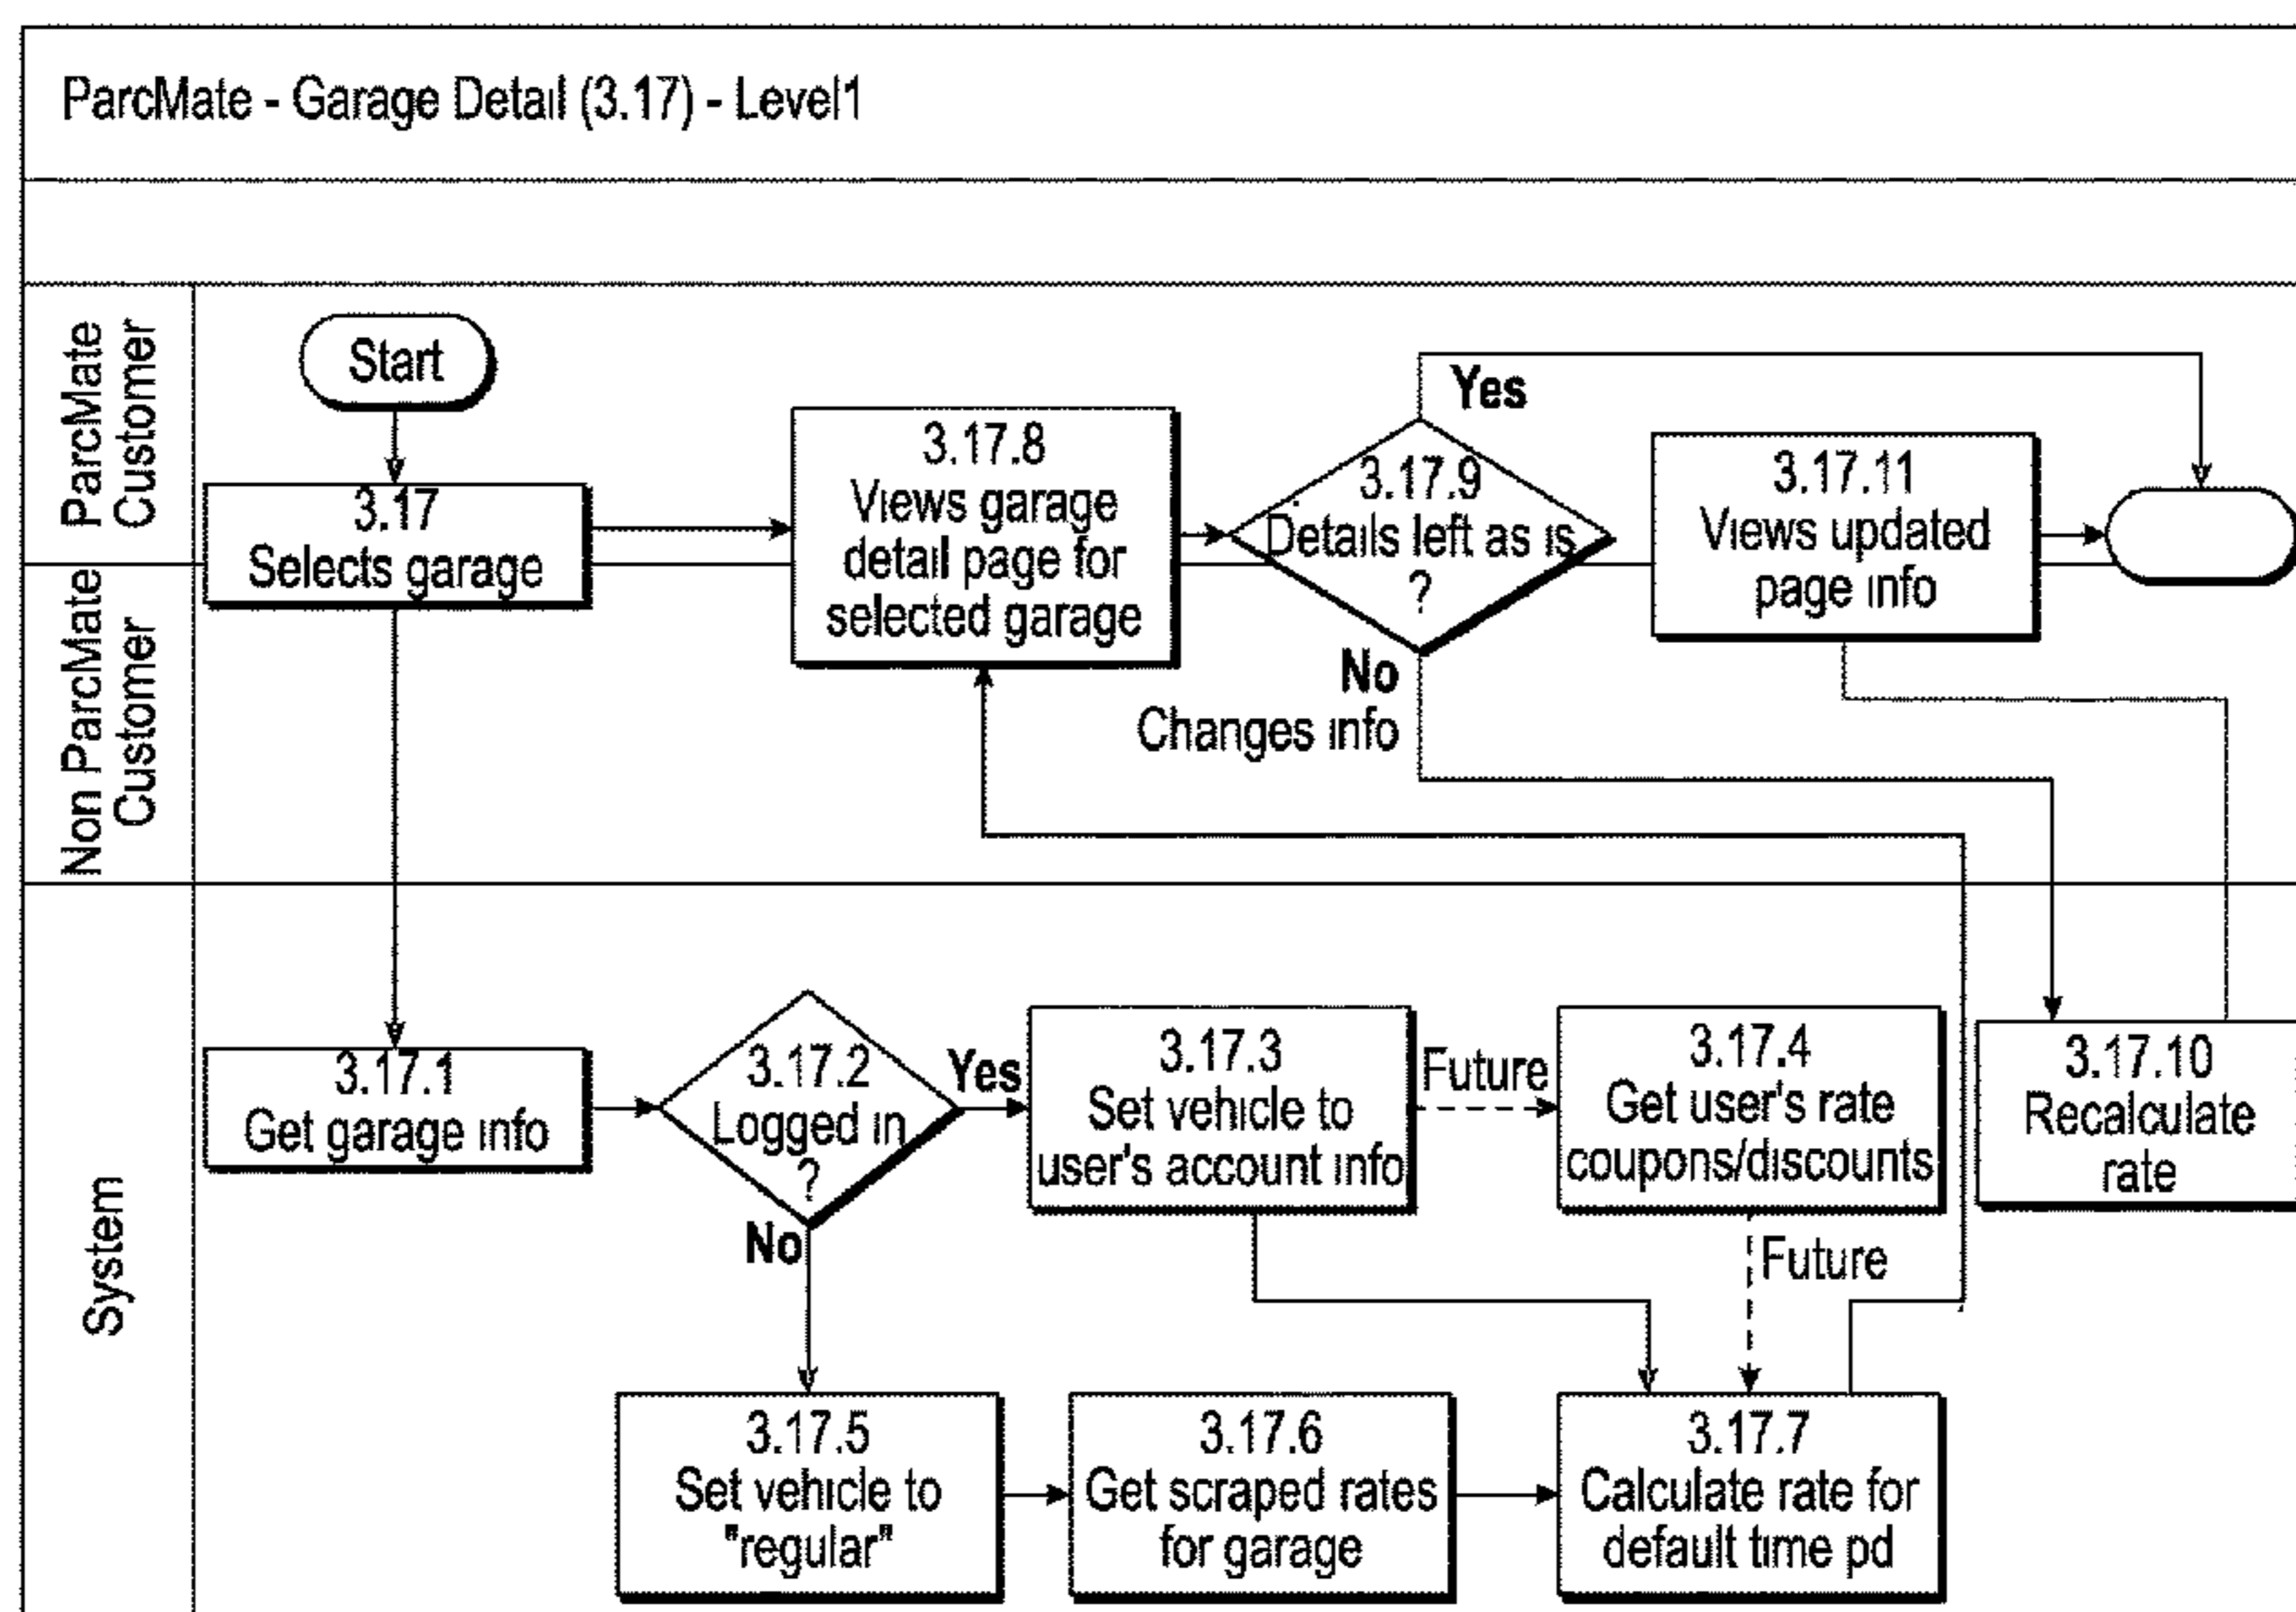 ParcMate - Garage Detail (3.17) - Level1
ParcMate
Customer
Start
3.17
Selects garage
3.17.8
Views garage
detail page for
selected garage
Yes
3.17.9
Details left as is
?
No
Changes info
3.17.11
Views updated
page info
Non ParcMate
Customer
System
3.17.1
Get garage info
3.17.2
Logged in
?
Yes
No
3.17.3
Set vehicle to
user's account info
Future
3.17.4
Get user's rate
coupons/discounts
Future
3.17.10
Recalculate
rate
3.17.5
Set vehicle to
"regular"
3.17.6
Get scraped rates
for garage
3.17.7
Calculate rate for
default time pd